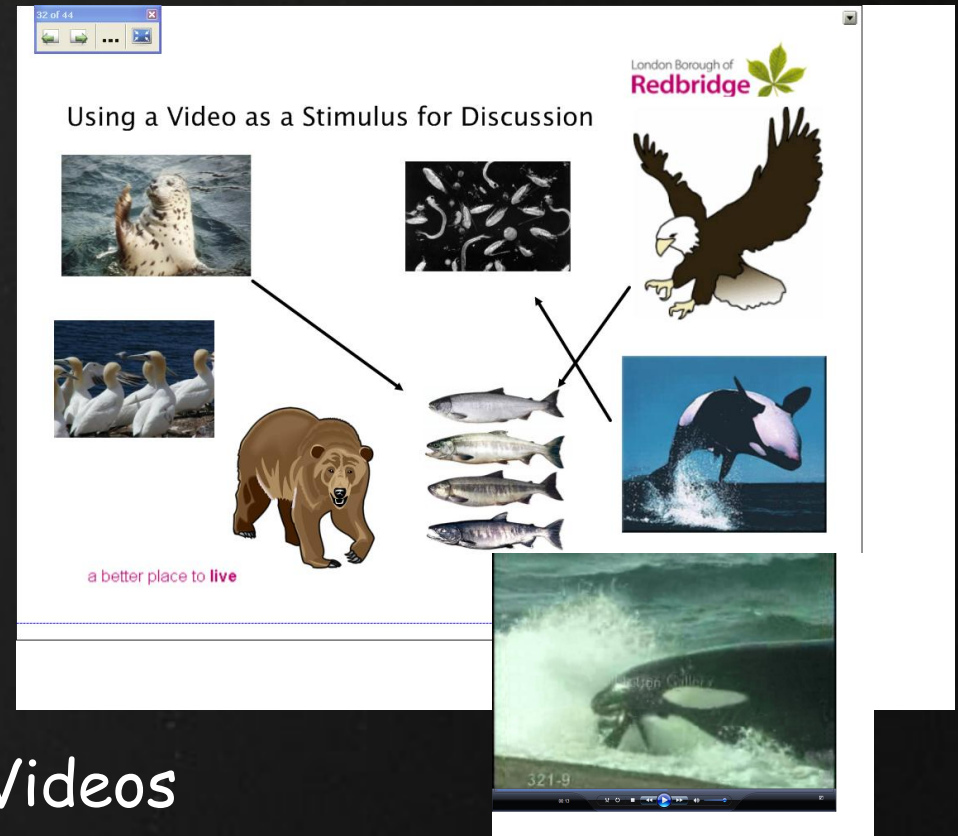 32 of 44
London Borough of
Redbridge
Using a Video as a Stimulus for Discussion
a better place to live
321-9
Videos